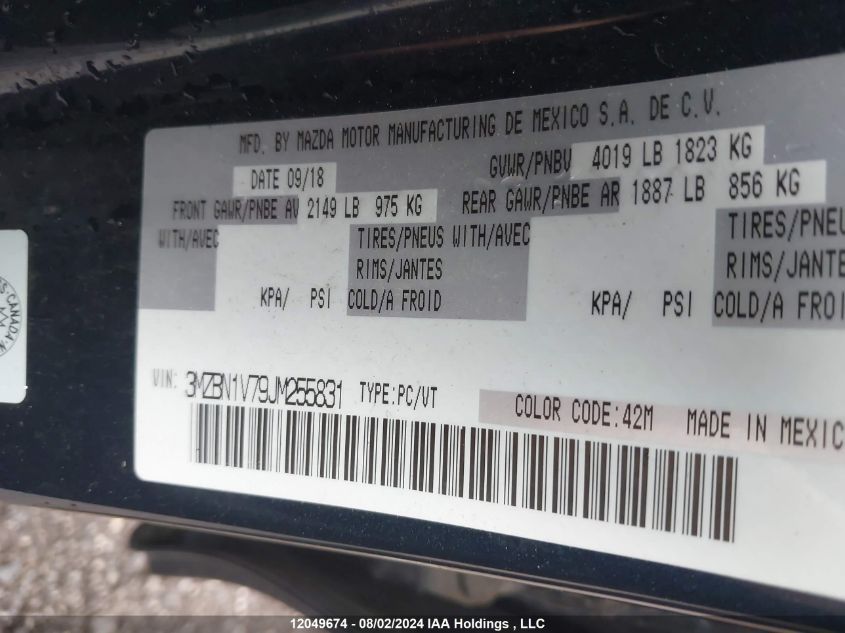 MFD. BY MAZDA MOTOR MANUFACTURING DE MEXICO S.A. DE C.V.
DATE 09/18 GVWR/PNBV 4019 LB 1823 KG
FRONT GAWR/PNBE AV 2149 LB 975 KG REAR GAWR/PNBE AR 1887 LB 856 KG
WITH/AVEC TIRES/PNEUS WITH/AVEC TIRES/PNEU
RIMS/JANTES RIMS/JANTE
KPA/ PSI COLD/A FROID KPA/ PSI COLD/A FROI
VIN: 3MZBN1V79JM255831 TYPE:PC/VT COLOR CODE:42M MADE IN MEXIC
CANADA
12049674 - 08/02/2024 IAA Holdings , LLC